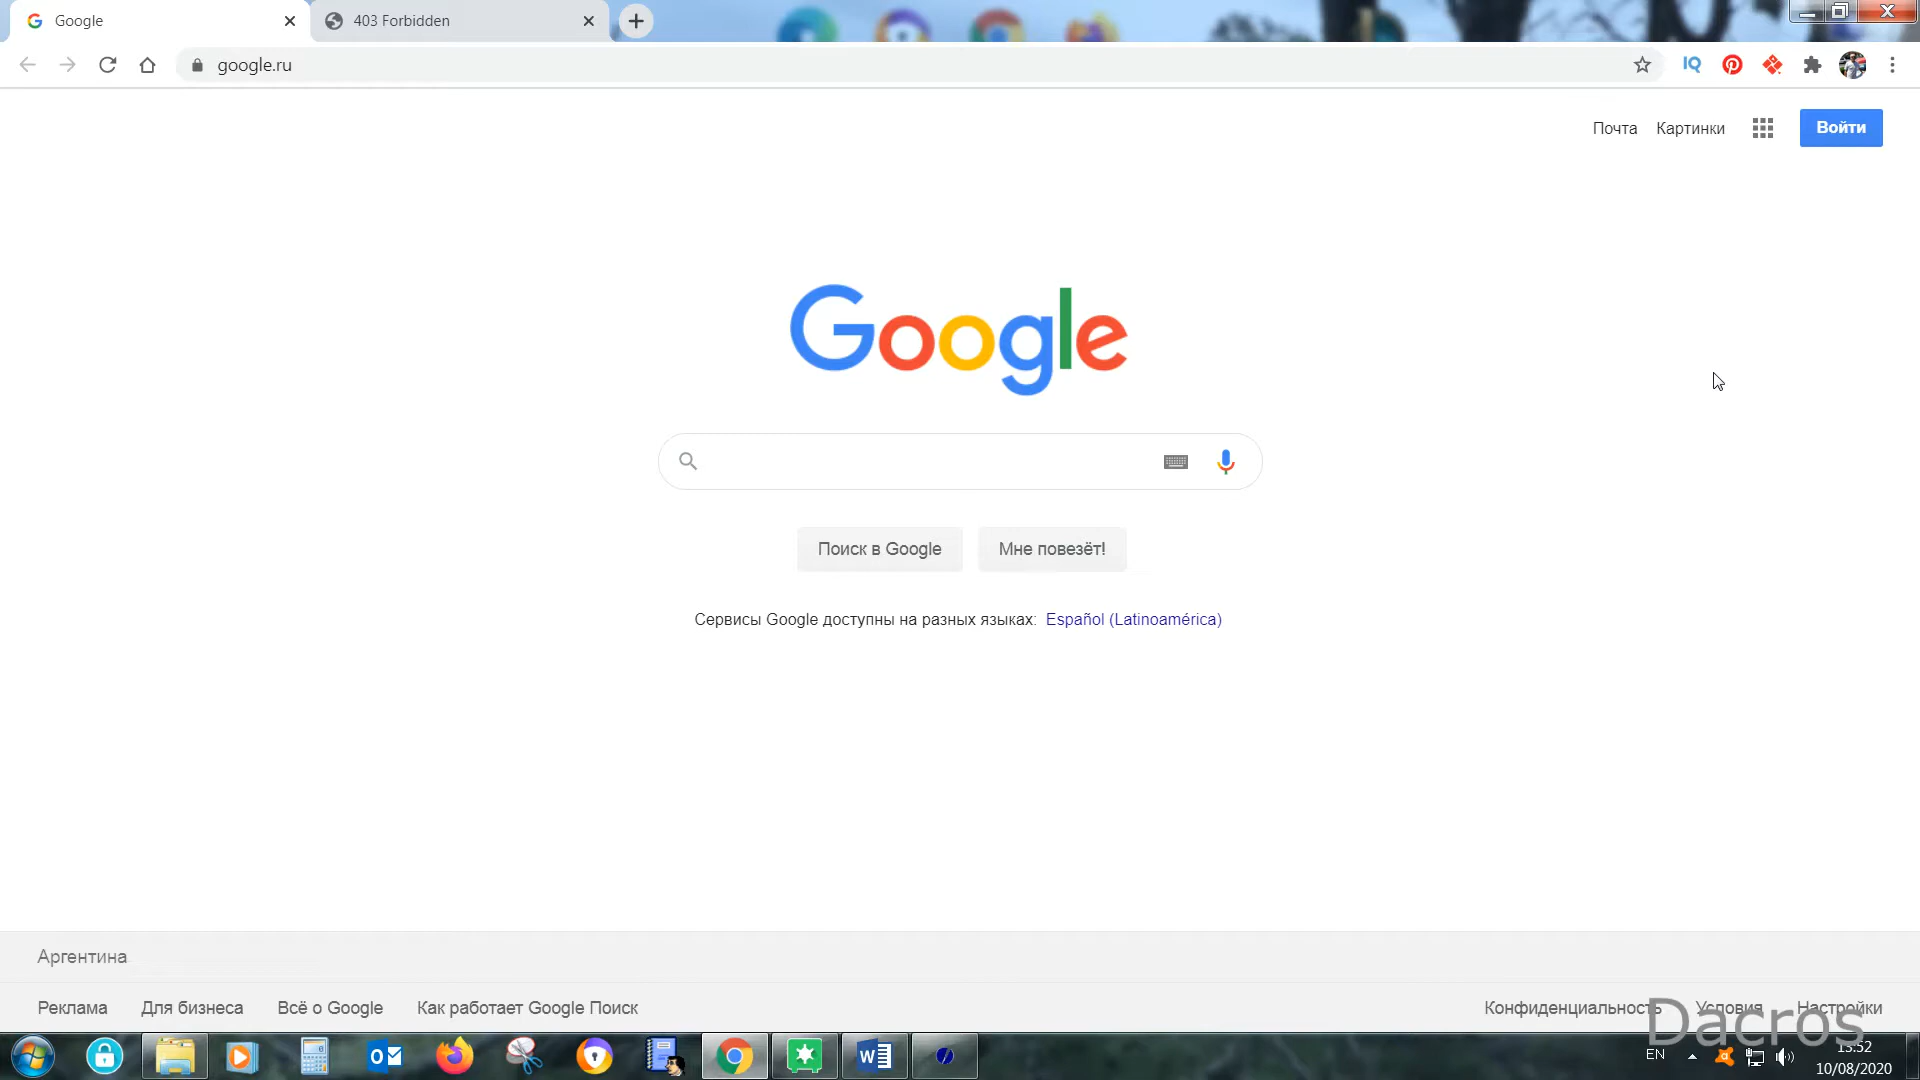 Google
403 Forbidden
google.ru
IQ
Почта Картинки Войти
Google
Поиск в Google Мне повезёт!
Сервисы Google доступны на разных языках: Español (Latinoamérica)
Аргентина
Реклама Для бизнеса Всё о Google Как работает Google Поиск Конфиденциальность Условия Настройки
Dacros
EN 13:52
10/08/2020